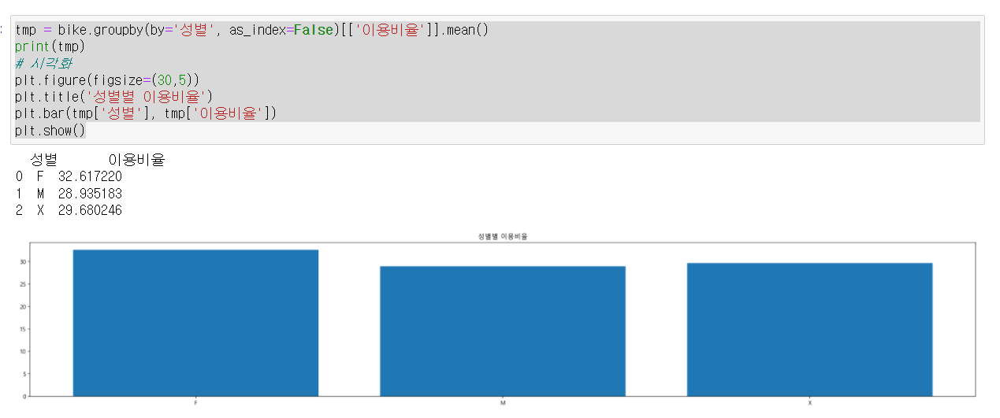 :
tmp = bike.groupby(by='성별', as_index=False)[['이용비율']].mean()
print(tmp)
# 시각화
plt.figure(figsize=(30,5))
plt.title('성별별 이용비율')
plt.bar(tmp['성별'], tmp['이용비율'])
plt.show()
성별 이용비율
0 F 32.617220
1 M 28.935183
2 X 29.680246
성별별 이용비율
30
25
20
15
10
5
0
F M X